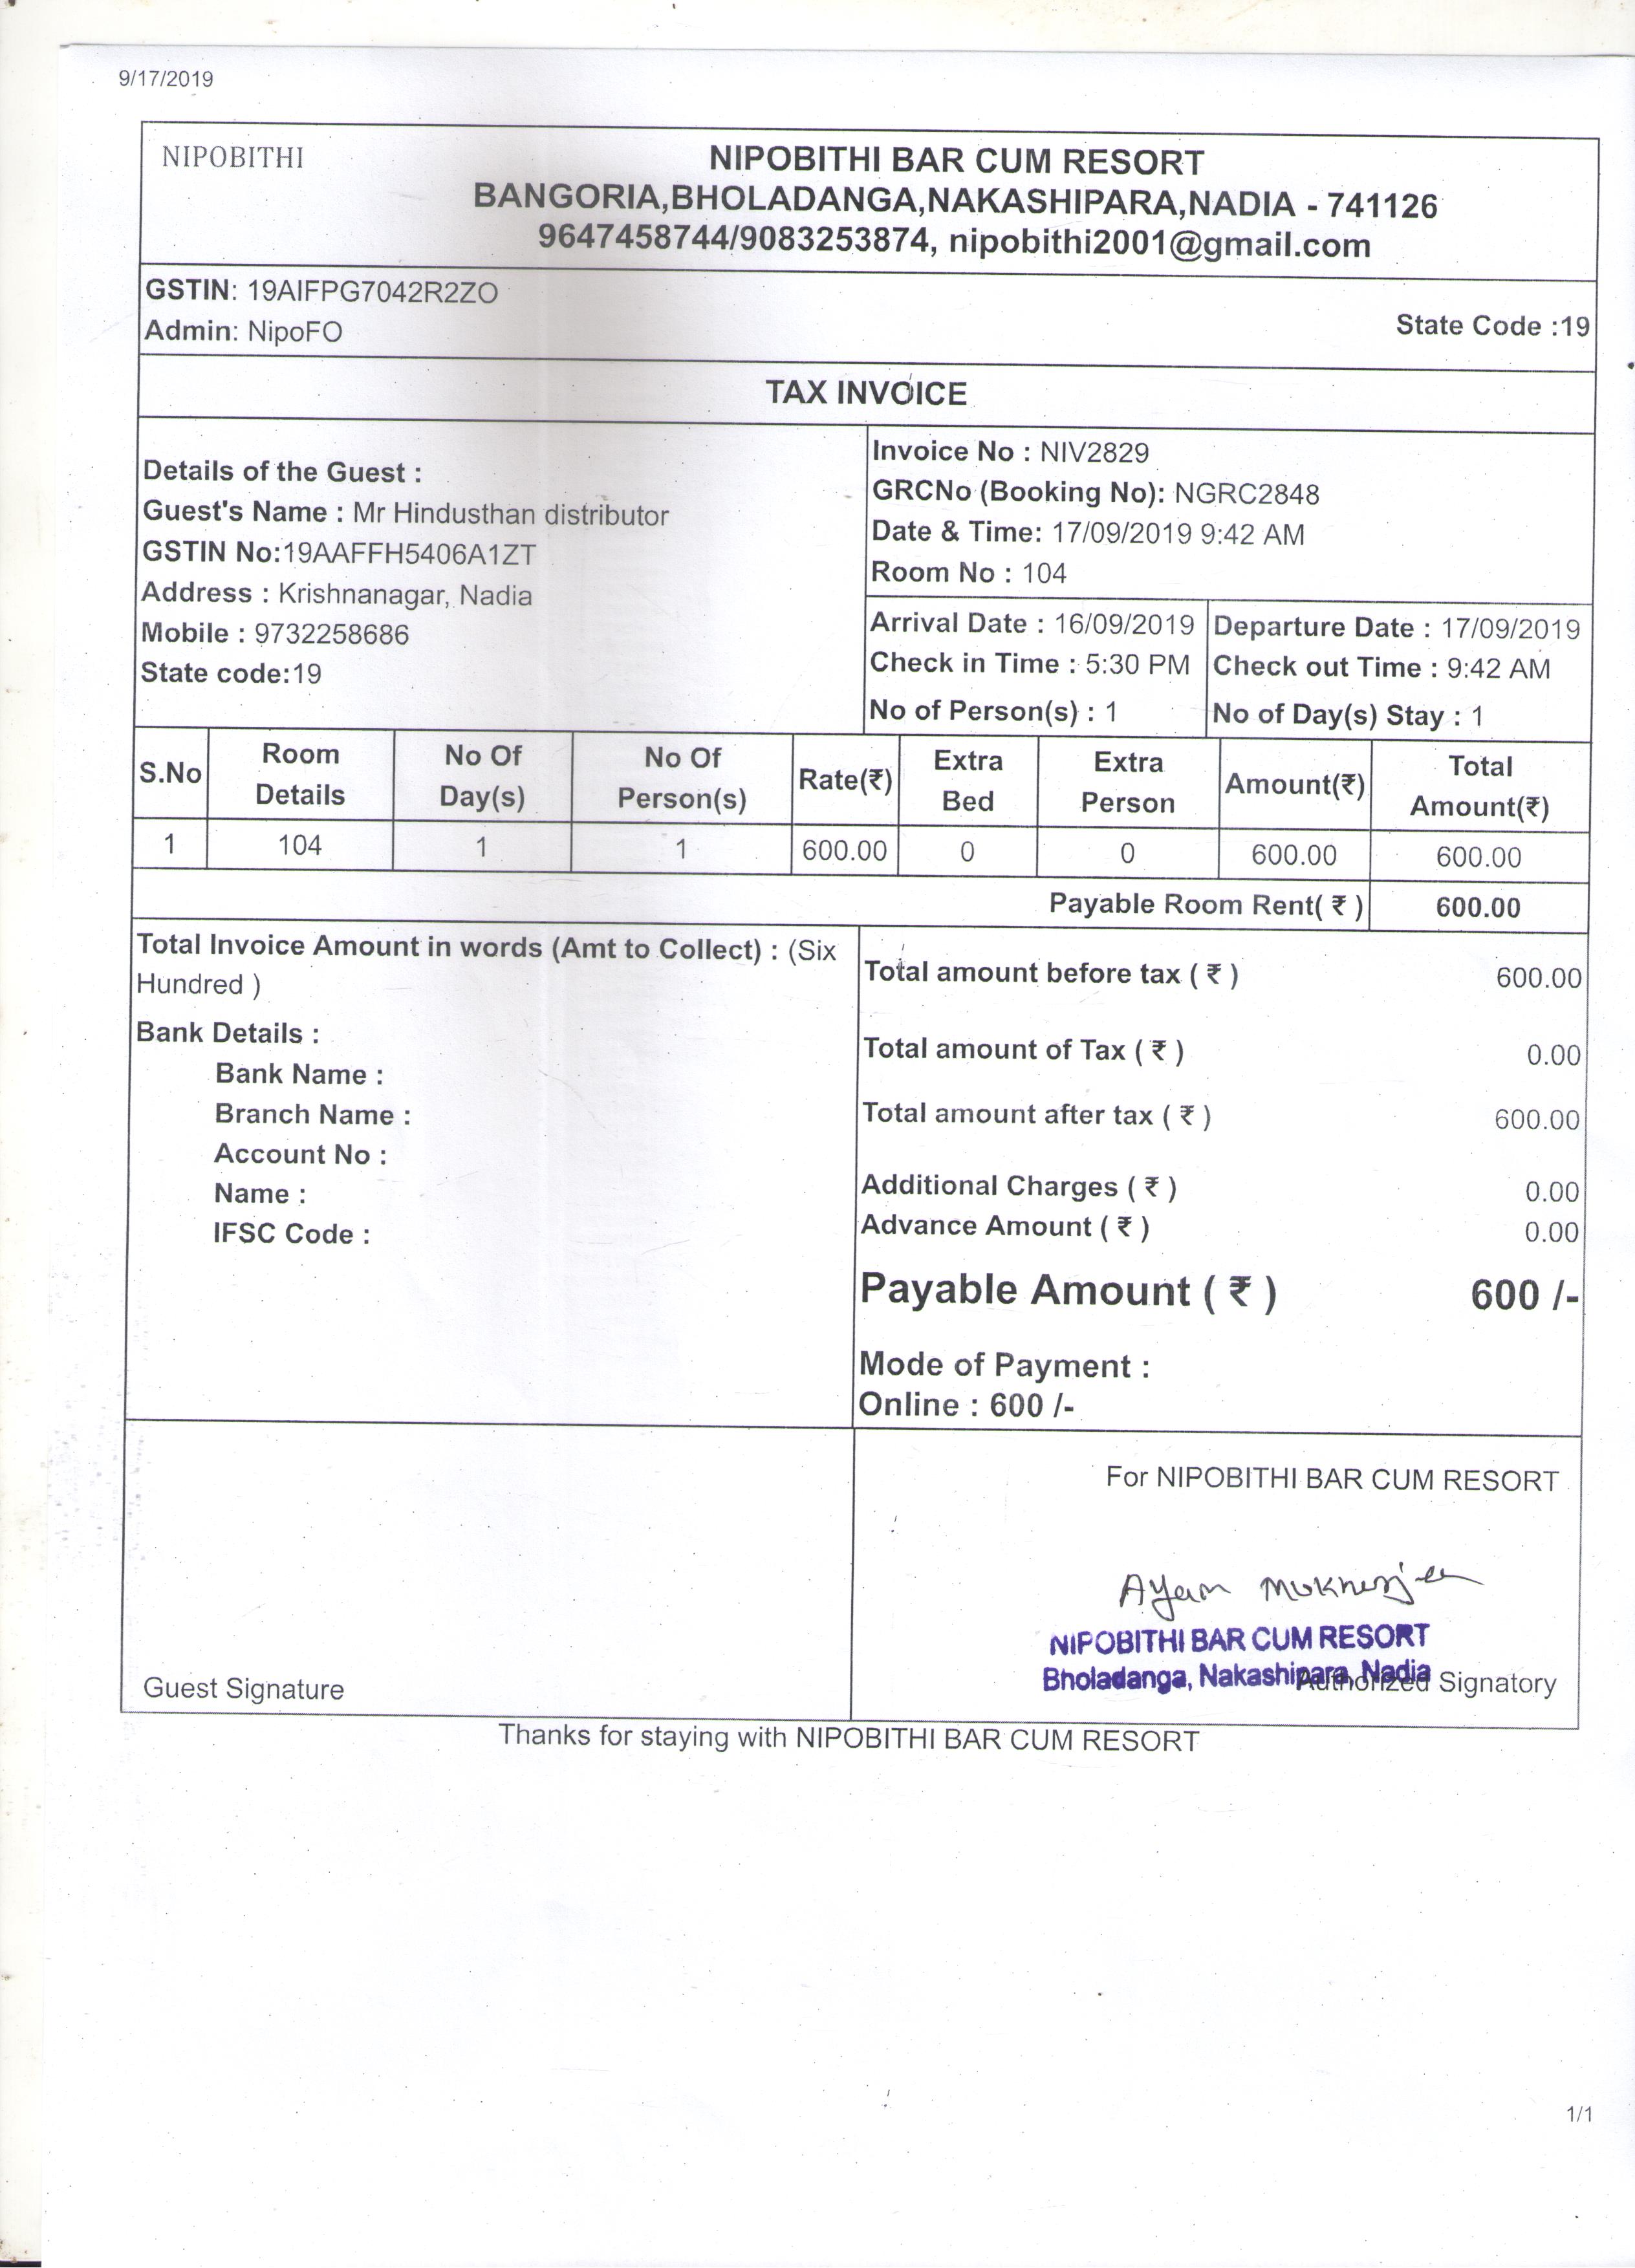 9/17/2019
NIPOBITHI
NIPOBITHI BAR CUM RESORT
BANGORIA,BHOLADANGA,NAKASHIPARA,NADIA - 741126
9647458744/9083253874, nipobithi2001@gmail.com
GSTIN: 19AIFPG7042R2ZO
Admin: NipoFO
State Code :19
TAX INVOICE
Details of the Guest :
Guest's Name : Mr Hindusthan distributor
GSTIN No:19AAFFH5406A1ZT
Address : Krishnanagar, Nadia
Mobile : 9732258686
State code:19
Invoice No : NIV2829
GRCNo (Booking No): NGRC2848
Date & Time: 17/09/2019 9:42 AM
Room No : 104
Arrival Date : 16/09/2019
Check in Time : 5:30 PM
No of Person(s) : 1
Departure Date : 17/09/2019
Check out Time : 9:42 AM
No of Day(s) Stay : 1
S.No Room Details No Of Day(s) No Of Person(s) Rate(₹) Extra Bed Extra Person Amount(₹) Total Amount(₹)
1 104 1 1 600.00 0 0 600.00 600.00
Payable Room Rent( ₹ ) 600.00
Total Invoice Amount in words (Amt to Collect) : (Six
Hundred )
Bank Details :
Bank Name :
Branch Name :
Account No :
Name :
IFSC Code :
Total amount before tax ( ₹ ) 600.00
Total amount of Tax ( ₹ ) 0.00
Total amount after tax ( ₹ ) 600.00
Additional Charges ( ₹ ) 0.00
Advance Amount ( ₹ ) 0.00
Payable Amount ( ₹ ) 600 /-
Mode of Payment :
Online : 600 /-
For NIPOBITHI BAR CUM RESORT
Ayan Mukherjee
NIPOBITHI BAR CUM RESORT
Bholadanga, Nakashipara, Nadia
Authorized Signatory
Guest Signature
Thanks for staying with NIPOBITHI BAR CUM RESORT
1/1